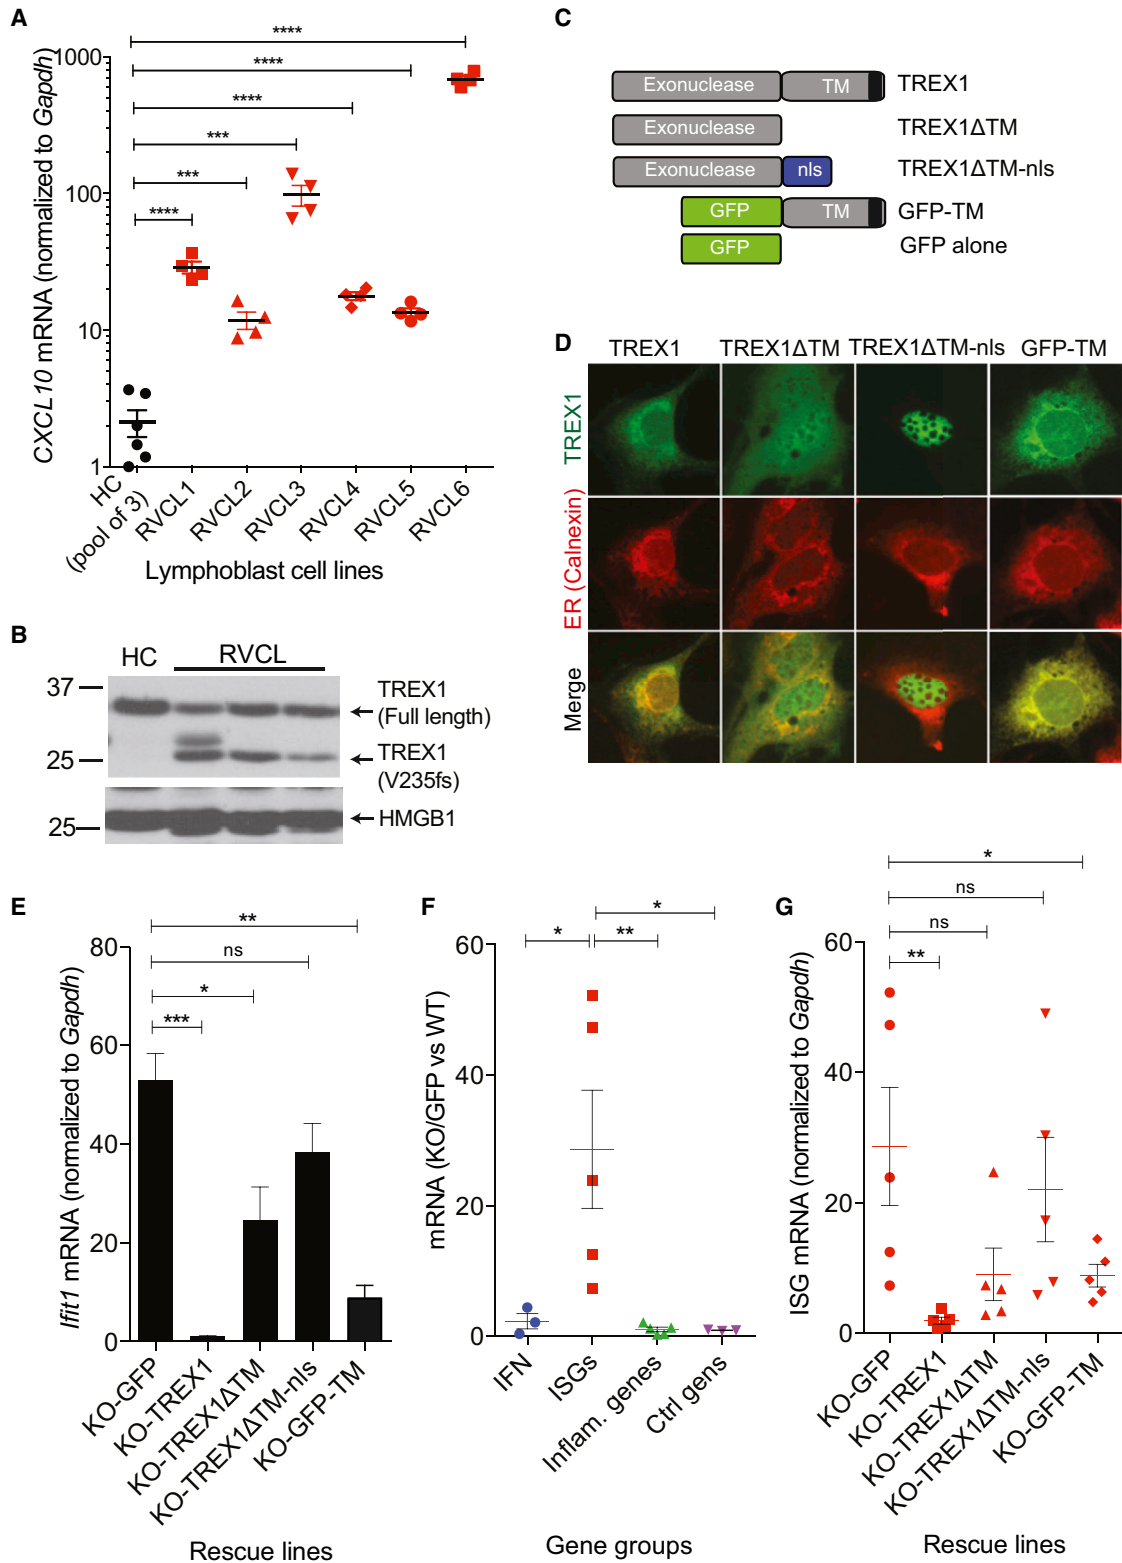 A
CXCL10 mRNA (normalized to Gapdh)
1000
100
10
1
****
****
****
***
***
****
HC
(pool of 3)
RVCL1
RVCL2
RVCL3
RVCL4
RVCL5
RVCL6
Lymphoblast cell lines
B
HC
RVCL
37
25
25
TREX1
(Full length)
TREX1
(V235fs)
HMGB1
C
Exonuclease
TM
TREX1
Exonuclease
TREX1ΔTM
Exonuclease
nls
TREX1ΔTM-nls
GFP
TM
GFP-TM
GFP
GFP alone
D
TREX1
TREX1ΔTM
TREX1ΔTM-nls
GFP-TM
TREX1
ER (Calnexin)
Merge
E
Ifit1 mRNA (normalized to Gapdh)
80
60
40
20
0
**
ns
*
***
KO-GFP
KO-TREX1
KO-TREX1ΔTM
KO-TREX1ΔTM-nls
KO-GFP-TM
Rescue lines
F
mRNA (KO/GFP vs WT)
60
40
20
0
*
*
**
IFN
ISGs
Inflam. genes
Ctrl gens
Gene groups
G
ISG mRNA (normalized to Gapdh)
60
40
20
0
*
ns
ns
**
KO-GFP
KO-TREX1
KO-TREX1ΔTM
KO-TREX1ΔTM-nls
KO-GFP-TM
Rescue lines